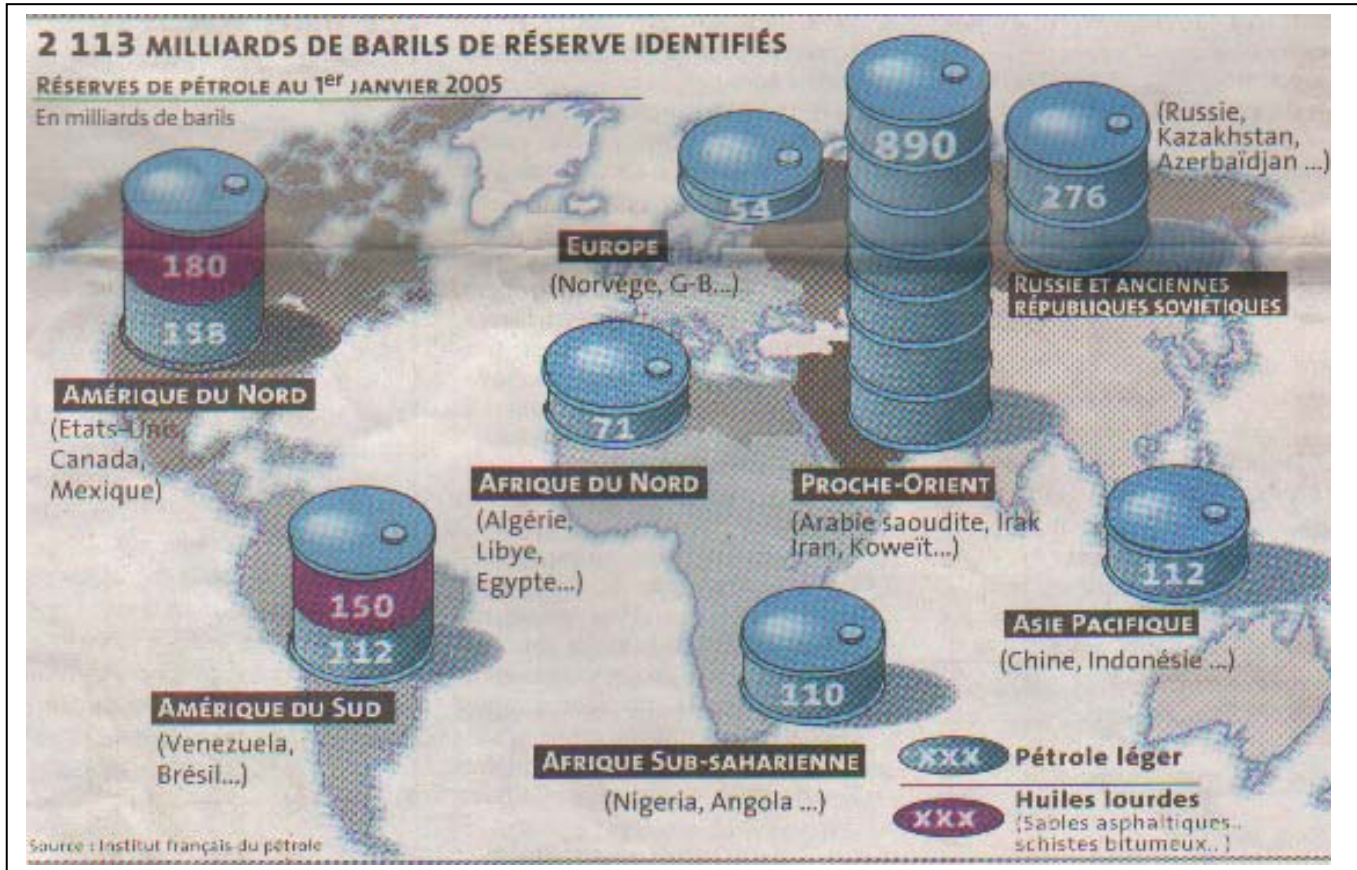 2 113 MILLIARDS DE BARILS DE RÉSERVE IDENTIFIÉS
RÉSERVES DE PÉTROLE AU 1er JANVIER 2005
En milliards de barils
180
158
AMÉRIQUE DU NORD
(Etats-Unis,
Canada,
Mexique)
54
EUROPE
(Norvège, G-B...)
890
276
(Russie,
Kazakhstan,
Azerbaïdjan ...)
RUSSIE ET ANCIENNES
RÉPUBLIQUES SOVIÉTIQUES
71
AFRIQUE DU NORD
(Algérie,
Libye,
Egypte...)
PROCHE-ORIENT
(Arabie saoudite, Irak
Iran, Koweït...)
150
112
AMÉRIQUE DU SUD
(Venezuela,
Brésil...)
110
AFRIQUE SUB-SAHARIENNE
(Nigeria, Angola ...)
112
ASIE PACIFIQUE
(Chine, Indonésie ...)
XXX Pétrole léger
XXX Huiles lourdes
(Sables asphaltiques..
schistes bitumeux..)
Source : Institut français du pétrole